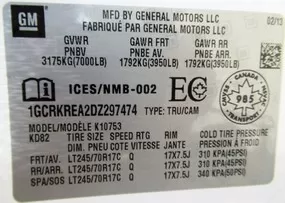 GM
MFD BY GENERAL MOTORS LLC 02/13
FABRIQUÉ PAR GENERAL MOTORS LLC
GVWR GAWR FRT GAWR RR
PNBV PNBE AV. PNBE ARR.
3175KG(7000LB) 1792KG(3950LB) 1792KG(3950LB)
ICES/NMB-002 EC
1GCRKREA2DZ297474 TYPE: TRU/CAM
CANADA
985
TRANSPORT
MODEL/MODÈLE K10753
KD82 TIRE SIZE SPEED RTG RIM COLD TIRE PRESSURE
DIM. PNEU COTE VITESSE JANTE
FRT/AV. LT245/70R17C Q 17X7.5J 310 KPA(45PSI)
RR/ARR. LT245/70R17C Q 17X7.5J 310 KPA(45PSI)
SPA/SOS LT245/70R17C Q 17X7.5J 340 KPA(50PSI)